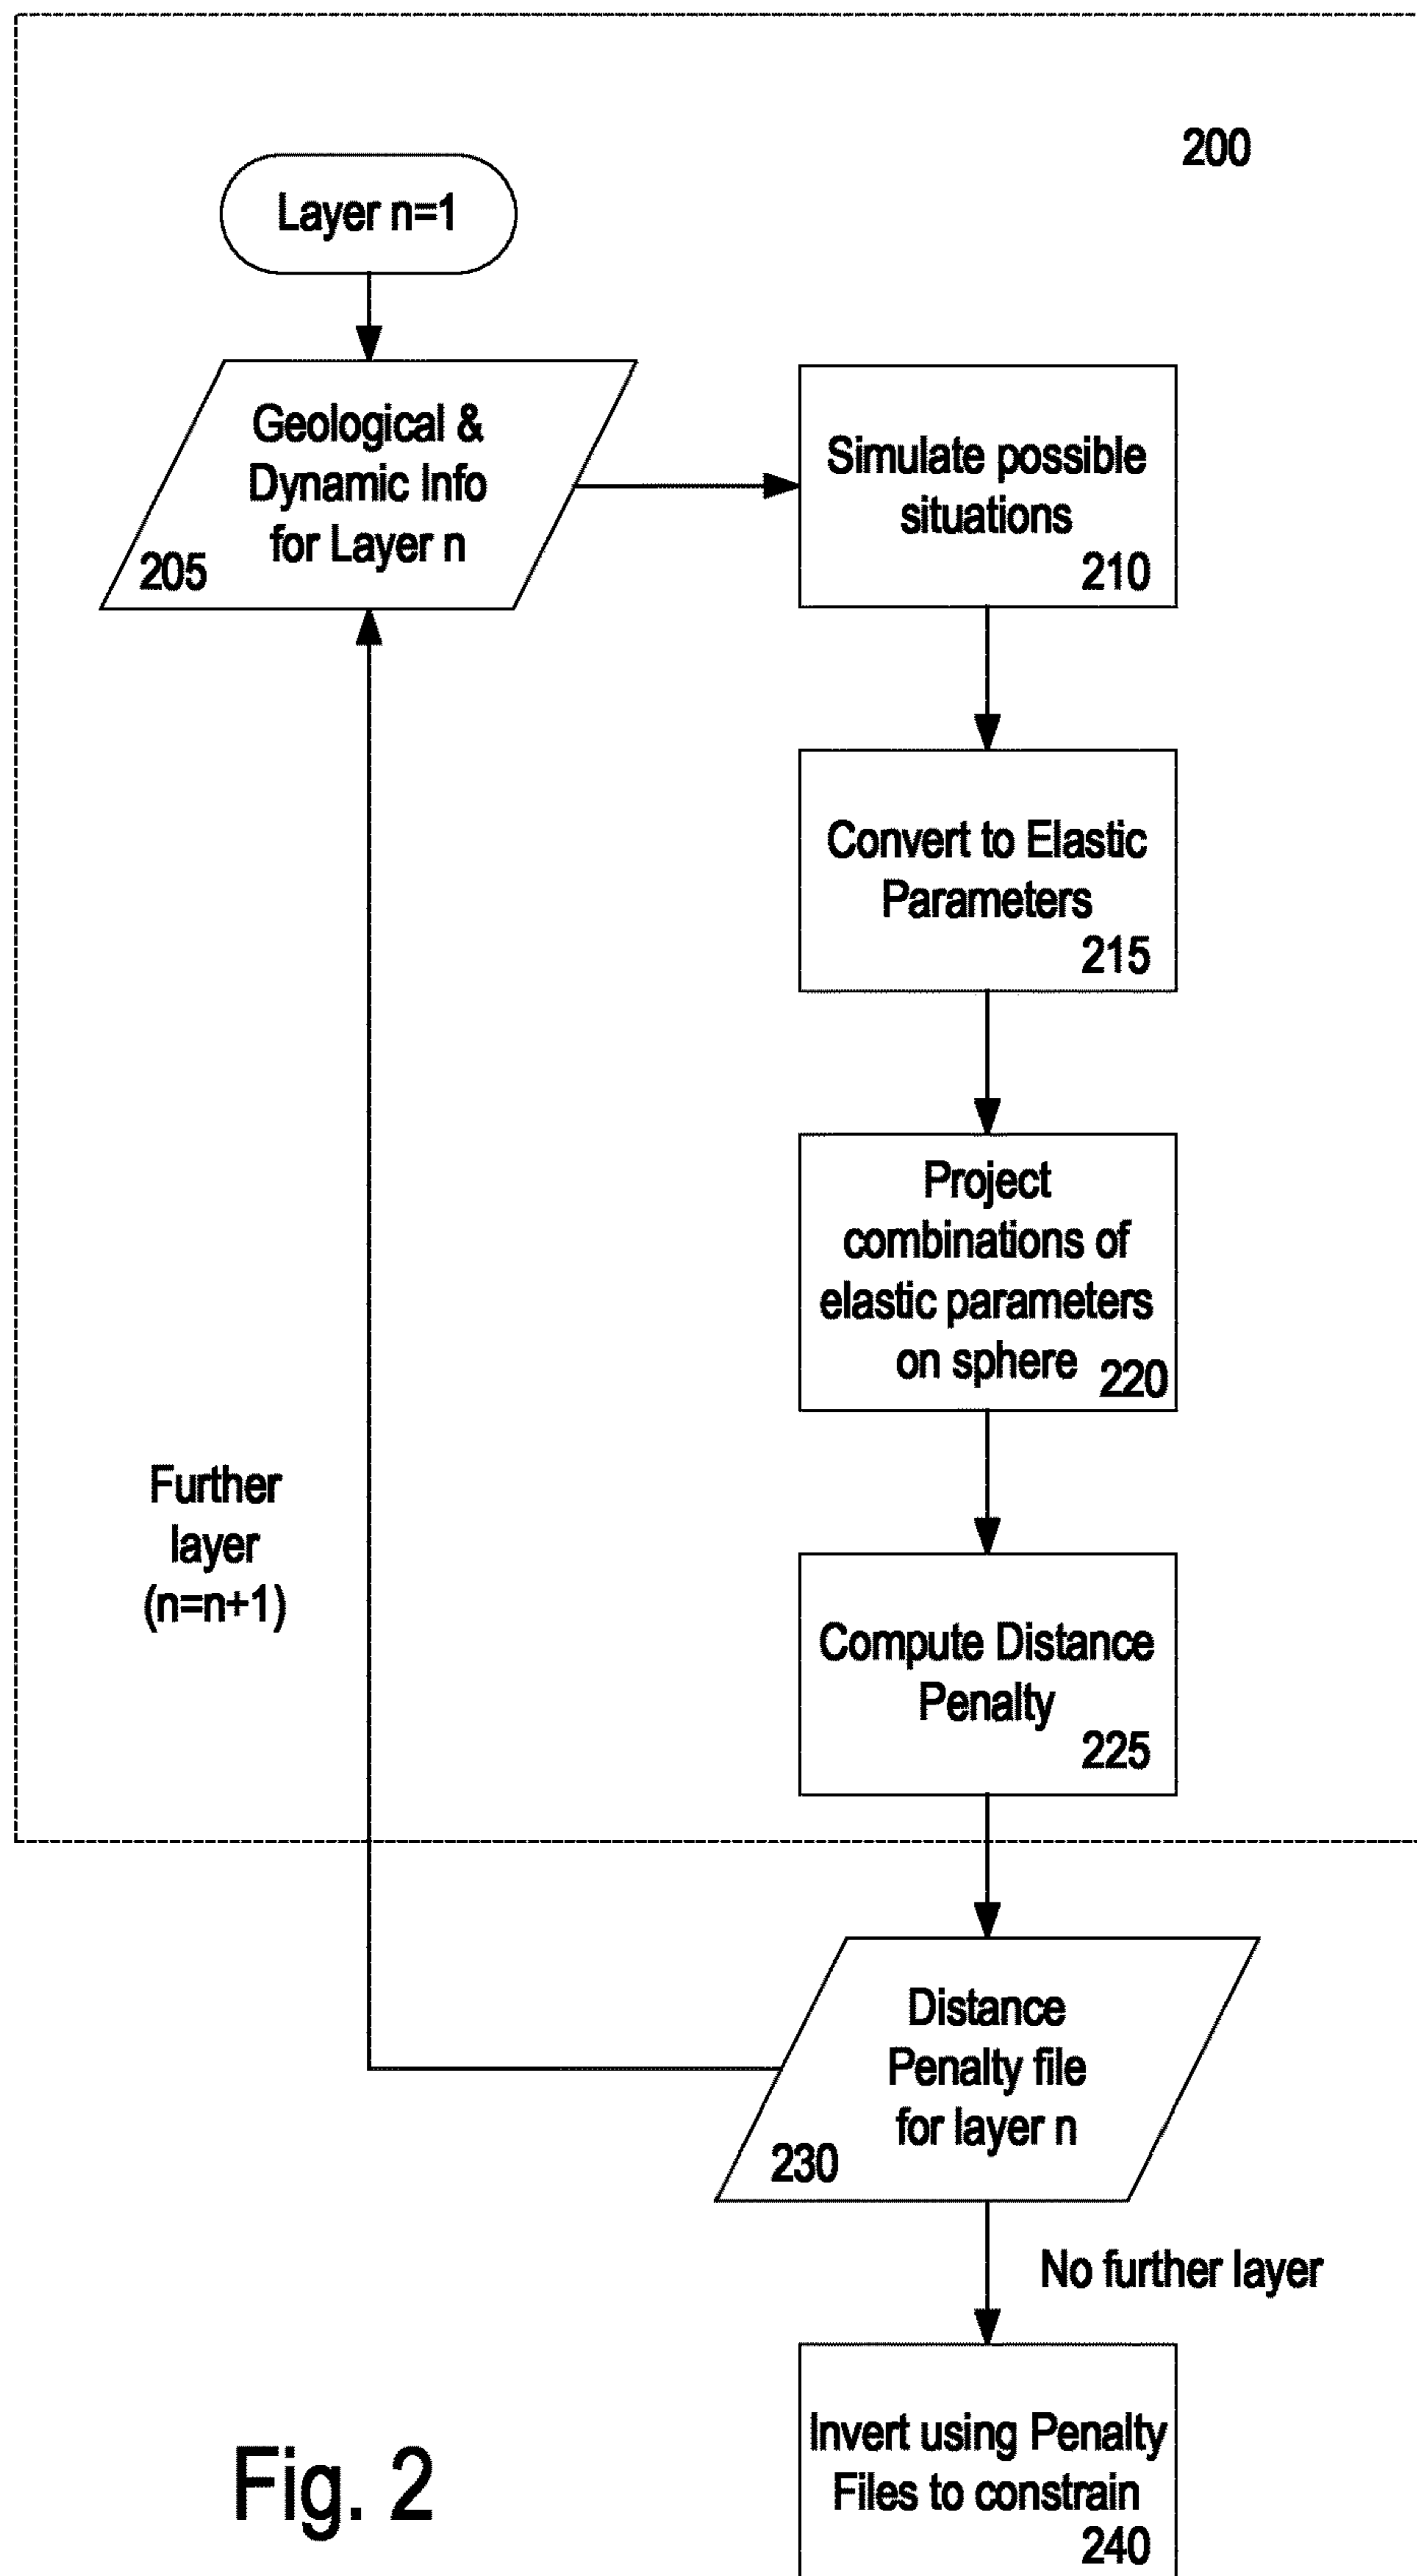 200
Layer n=1
Geological &
Dynamic Info
for Layer n
205
Simulate possible
situations
210
Convert to Elastic
Parameters
215
Project
combinations of
elastic parameters
on sphere
220
Further
layer
(n=n+1)
Compute Distance
Penalty
225
Distance
Penalty file
for layer n
230
No further layer
Invert using Penalty
Files to constrain
240
Fig. 2